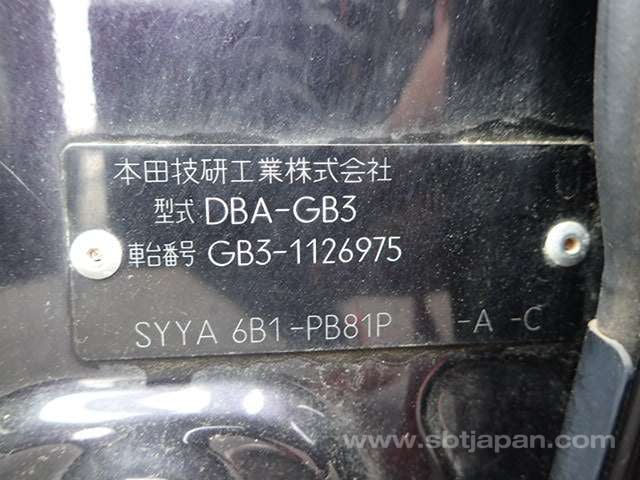 本田技研工業株式会社
型式 DBA-GB3
車台番号 GB3-1126975
SYYA 6B1-PB81P -A -C
www.sbtjapan.com